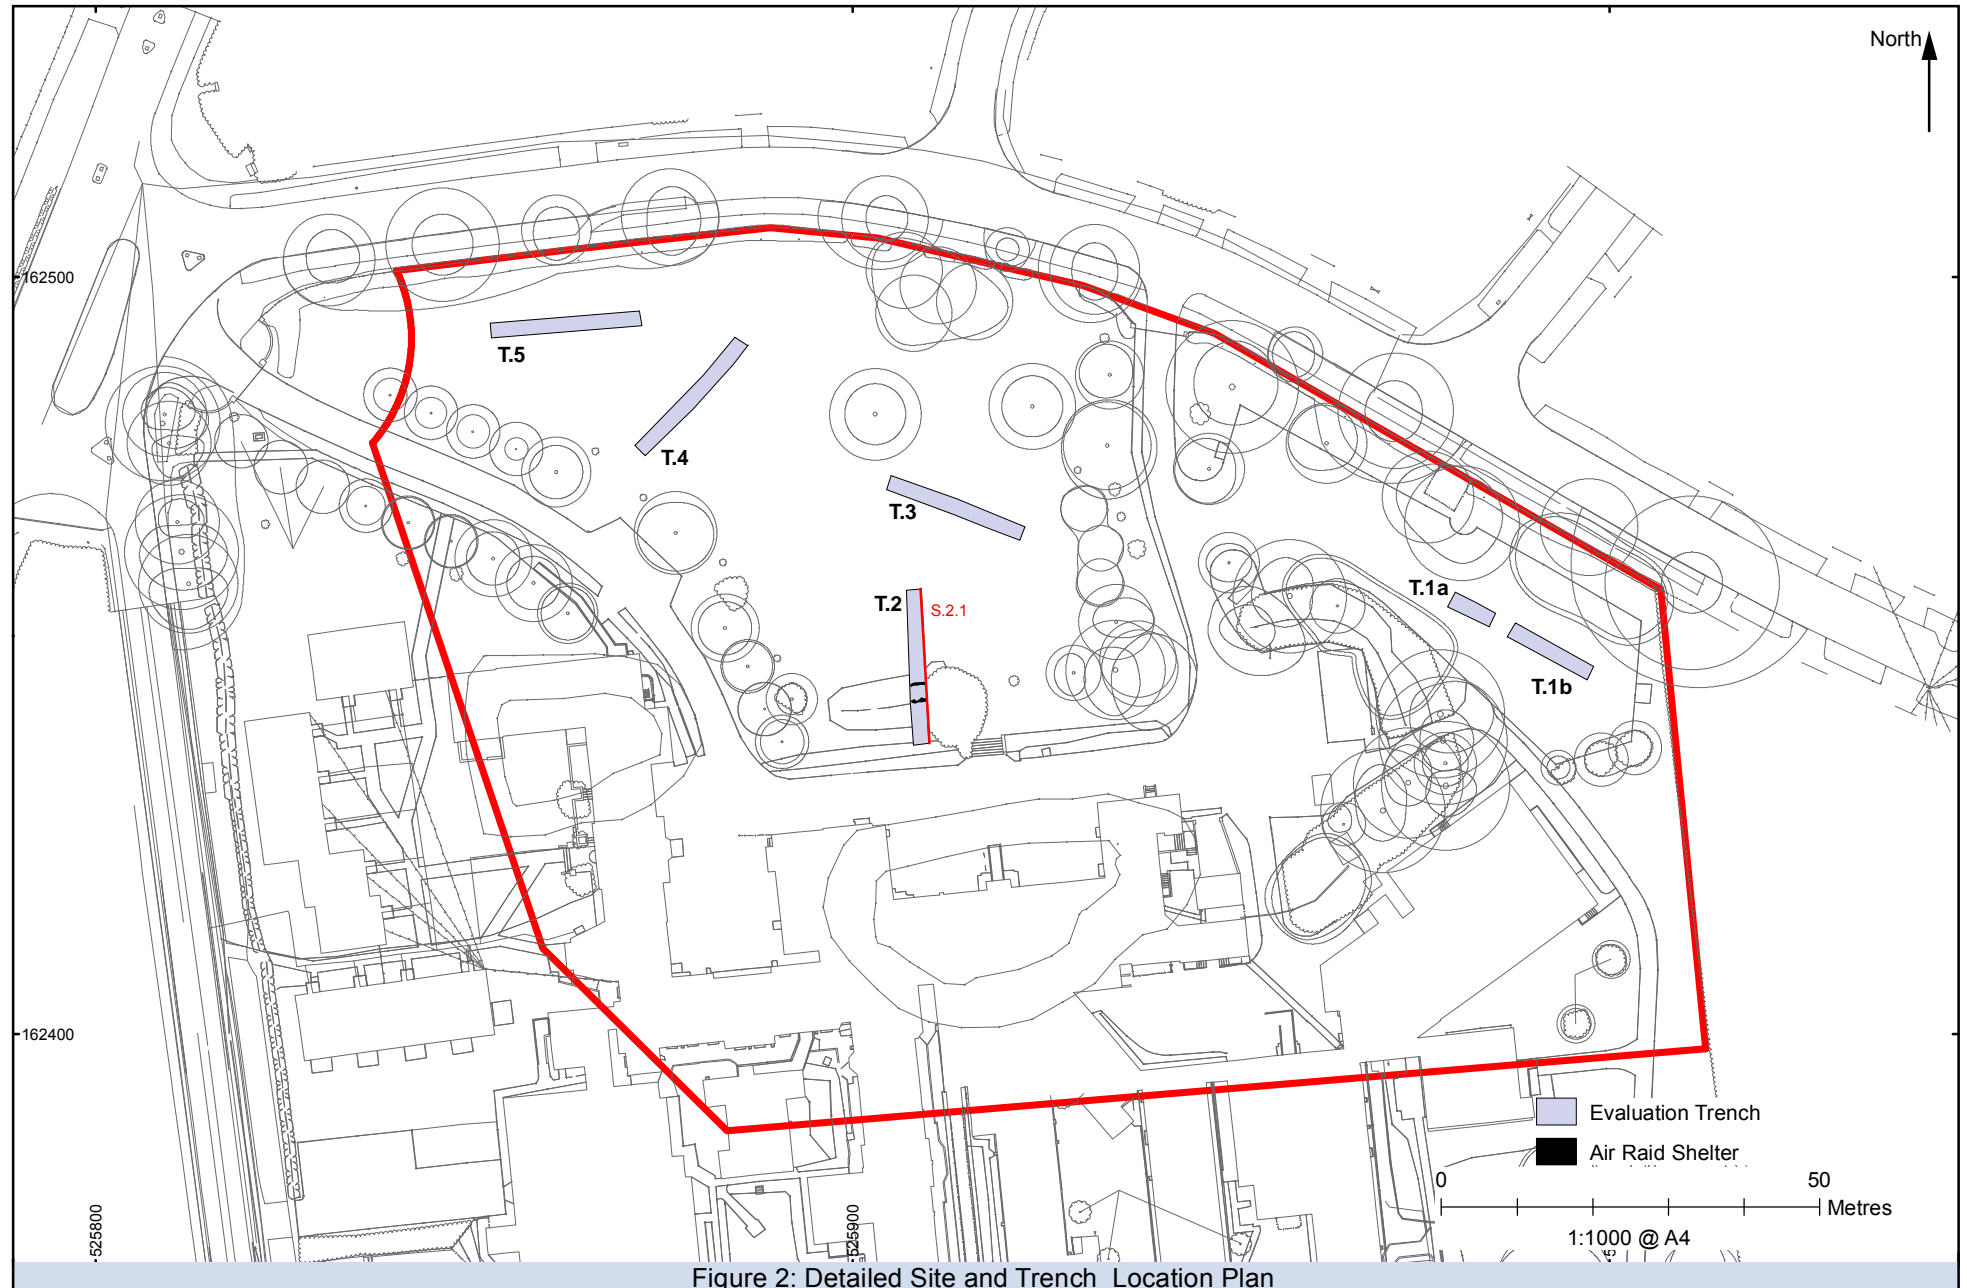 North
162500
T.5
T.4
T.3
T.2
S.2.1
T.1a
T.1b
162400
Evaluation Trench
Air Raid Shelter
0
50
Metres
1:1000 @ A4
525800
525900
Figure 2: Detailed Site and Trench Location Plan